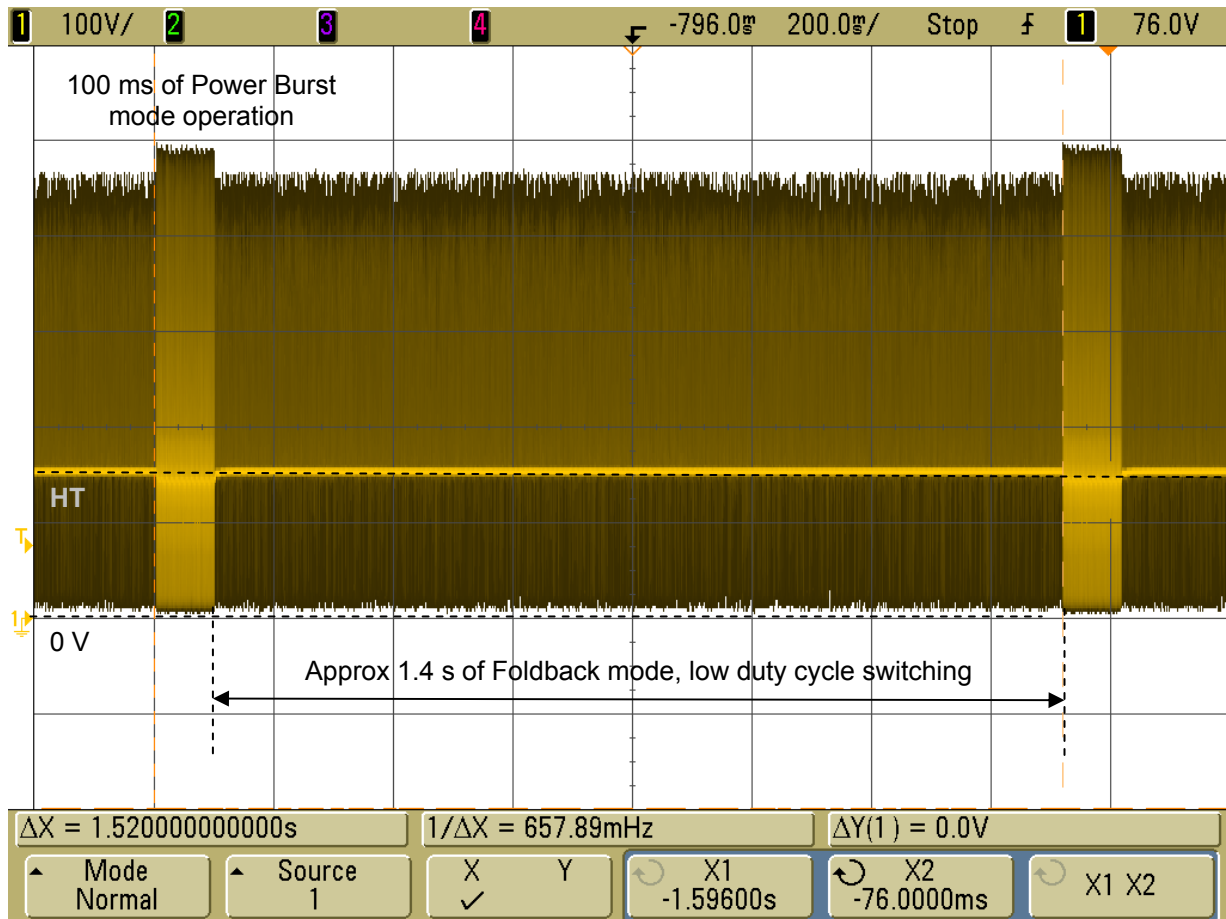 1 100V/ 2 3 4 -796.0ms 200.0ms/ Stop 1 76.0V
100 ms of Power Burst
mode operation
HT
T
1
0 V
Approx 1.4 s of Foldback mode, low duty cycle switching
ΔX = 1.520000000000s 1/ΔX = 657.89mHz ΔY(1) = 0.0V
Mode Source X Y X1 X2 X1 X2
Normal 1 -1.59600s -76.0000ms